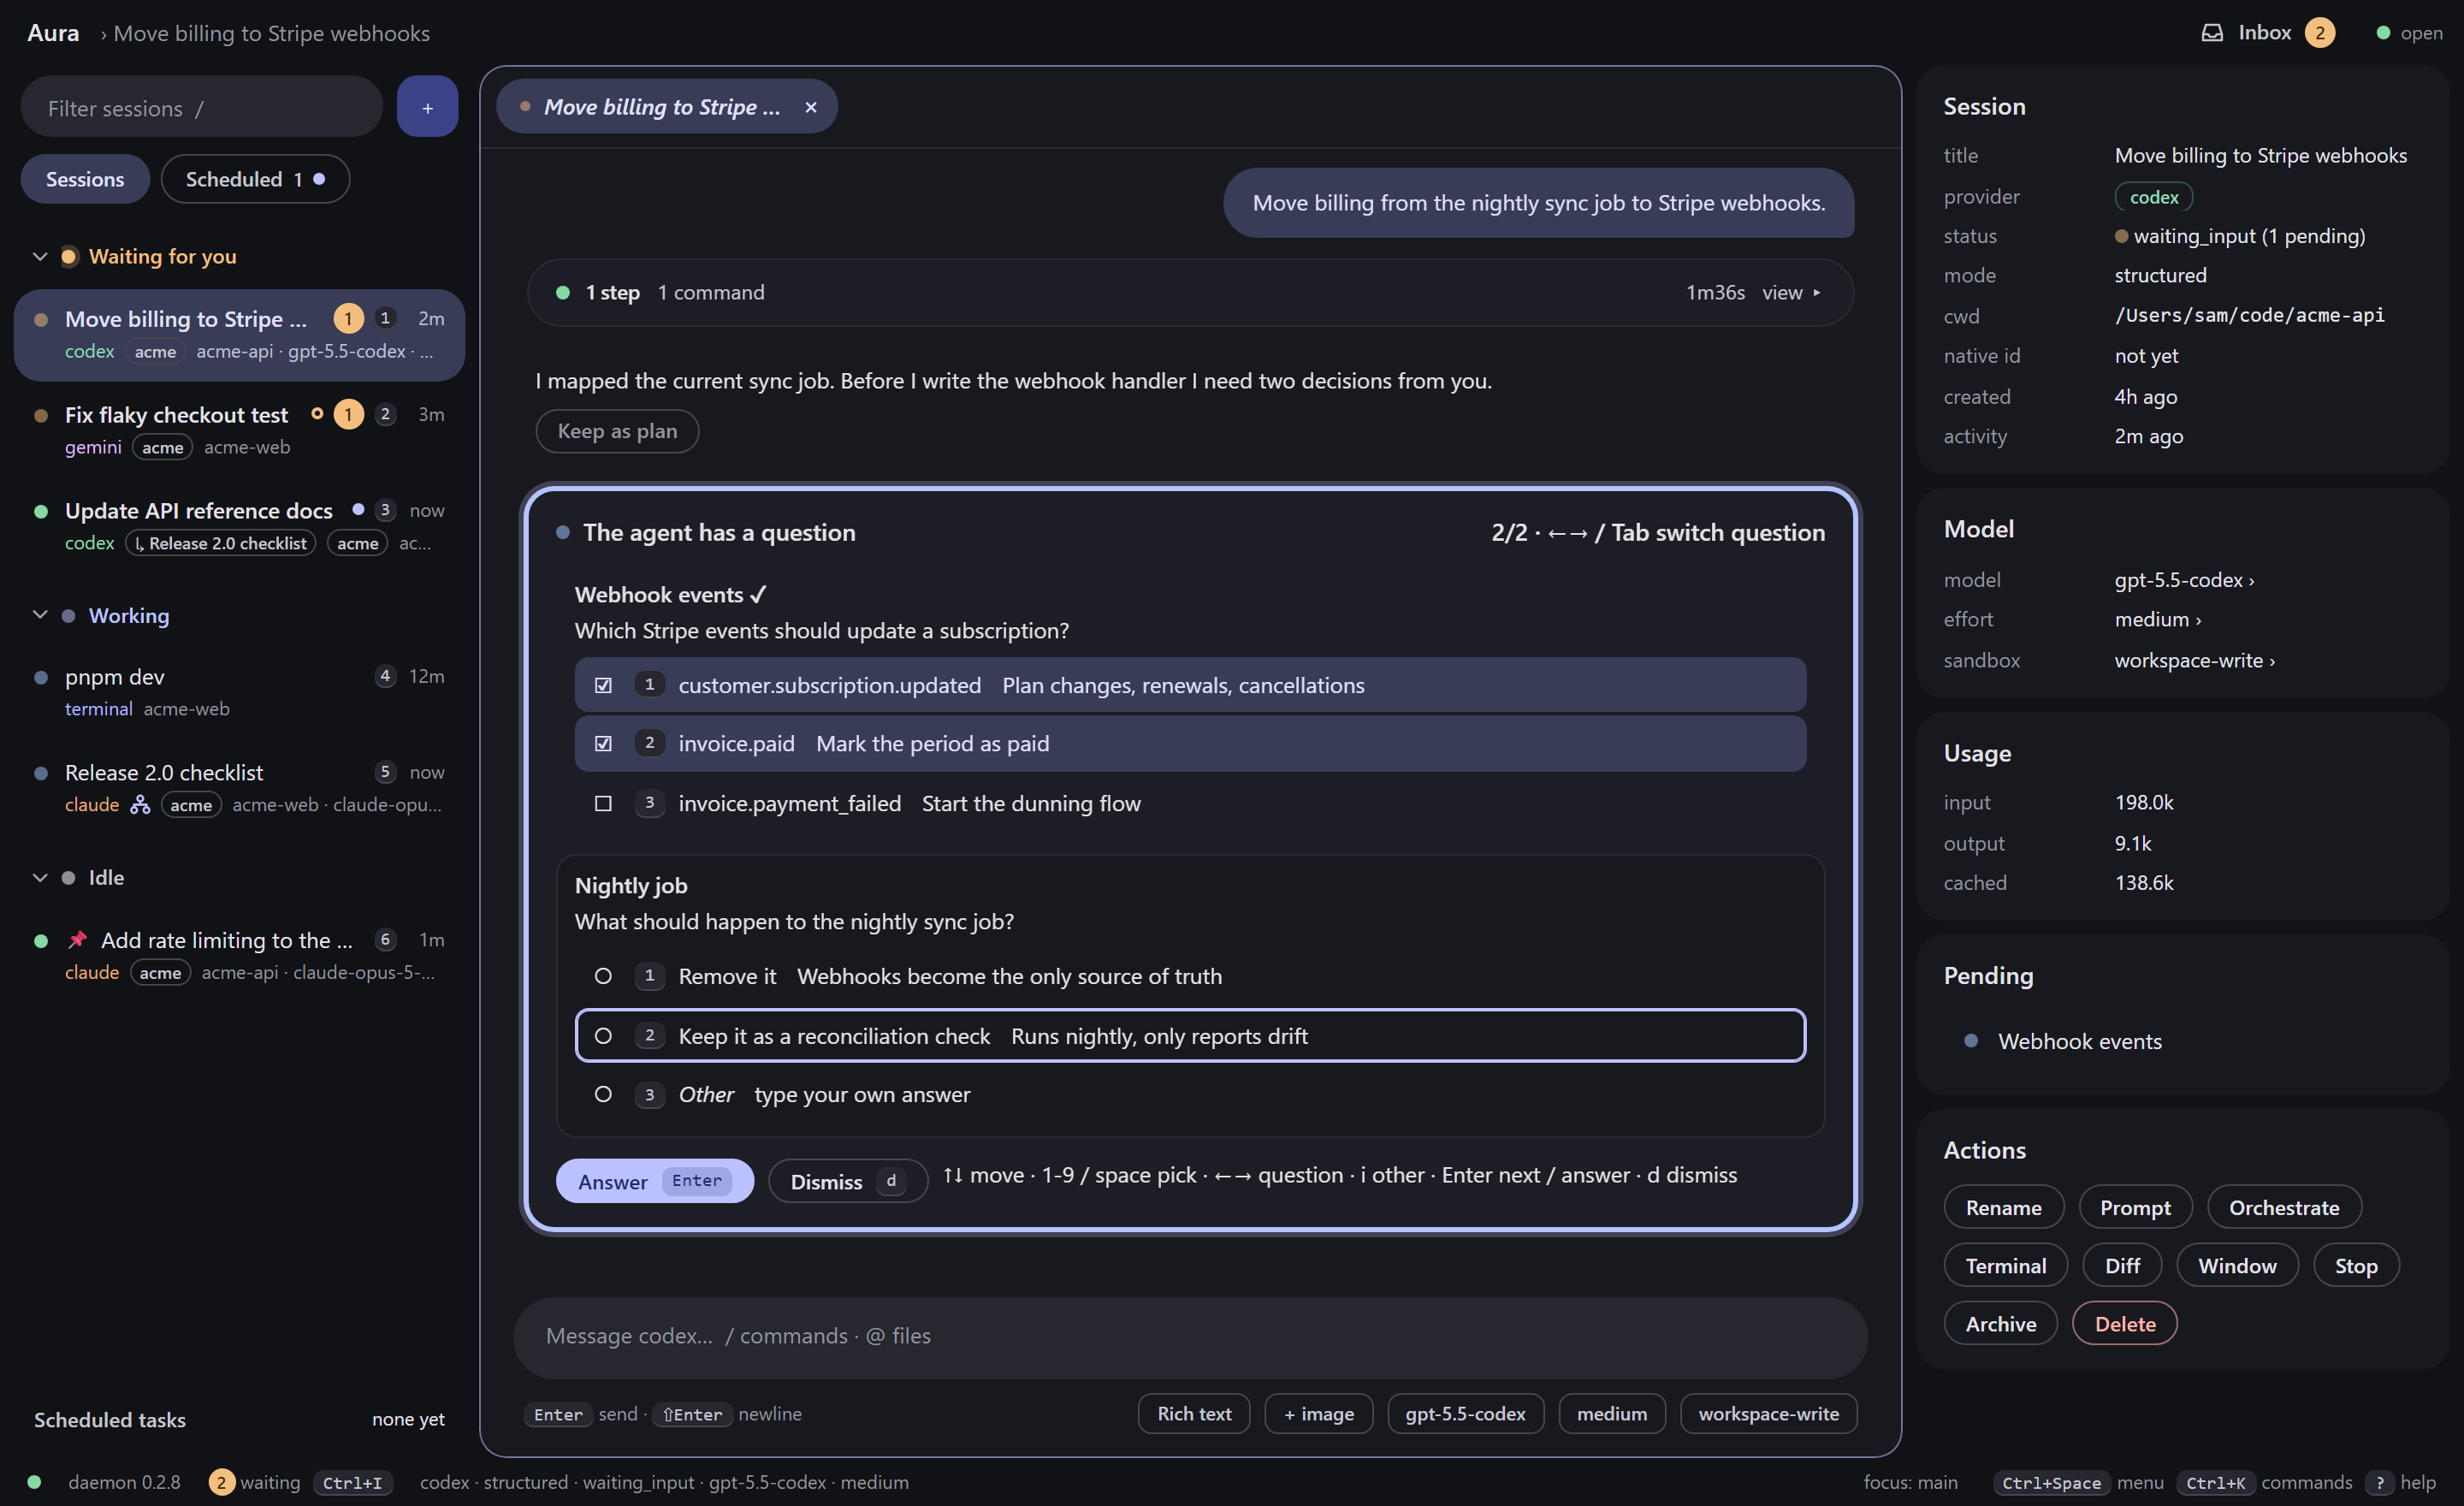 Aura › Move billing to Stripe webhooks
Inbox 2 open
Filter sessions /
+
Sessions Scheduled 1
Waiting for you
Move billing to Stripe ... 1 1 2m
codex acme acme-api · gpt-5.5-codex · ...
Fix flaky checkout test 1 2 3m
gemini acme acme-web
Update API reference docs 3 now
codex Release 2.0 checklist acme ac...
Working
pnpm dev 4 12m
terminal acme-web
Release 2.0 checklist 5 now
claude acme acme-web · claude-opu...
Idle
Add rate limiting to the ... 6 1m
claude acme acme-api · claude-opus-5-...
Scheduled tasks none yet
Move billing to Stripe ... ×
Move billing from the nightly sync job to Stripe webhooks.
1 step 1 command 1m36s view ▸
I mapped the current sync job. Before I write the webhook handler I need two decisions from you.
Keep as plan
The agent has a question 2/2 · ←→ / Tab switch question
Webhook events ✓
Which Stripe events should update a subscription?
1 customer.subscription.updated Plan changes, renewals, cancellations
2 invoice.paid Mark the period as paid
3 invoice.payment_failed Start the dunning flow
Nightly job
What should happen to the nightly sync job?
1 Remove it Webhooks become the only source of truth
2 Keep it as a reconciliation check Runs nightly, only reports drift
3 Other type your own answer
Answer Enter Dismiss d ↑↓ move · 1-9 / space pick · ←→ question · i other · Enter next / answer · d dismiss
Message codex... / commands · @ files
Enter send · ⇧Enter newline
Rich text + image gpt-5.5-codex medium workspace-write
Session
title Move billing to Stripe webhooks
provider codex
status waiting_input (1 pending)
mode structured
cwd /Users/sam/code/acme-api
native id not yet
created 4h ago
activity 2m ago
Model
model gpt-5.5-codex ›
effort medium ›
sandbox workspace-write ›
Usage
input 198.0k
output 9.1k
cached 138.6k
Pending
Webhook events
Actions
Rename Prompt Orchestrate
Terminal Diff Window Stop
Archive Delete
daemon 0.2.8 2 waiting Ctrl+I codex · structured · waiting_input · gpt-5.5-codex · medium
focus: main Ctrl+Space menu Ctrl+K commands ? help